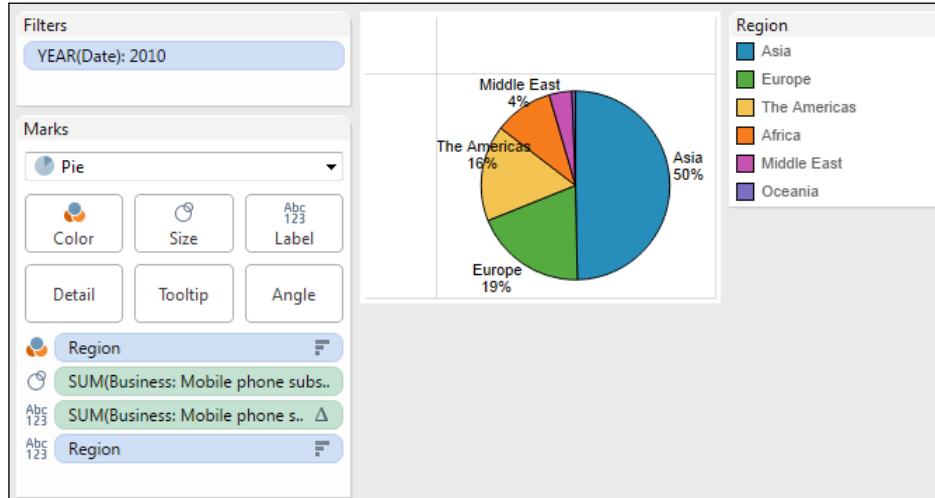 Filters
YEAR(Date): 2010
Marks
Pie
Color
Size
Abc
123
Label
Detail
Tooltip
Angle
Region
SUM(Business: Mobile phone subs..
Abc
123
SUM(Business: Mobile phone s.. Δ
Abc
123
Region
Middle East
4%
The Americas
16%
Asia
50%
Europe
19%
Region
Asia
Europe
The Americas
Africa
Middle East
Oceania